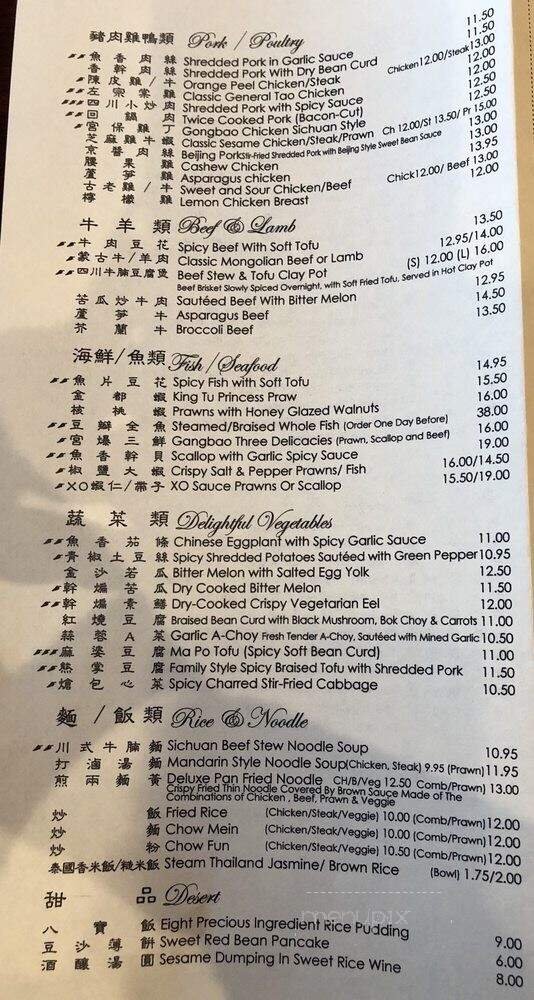 豬肉雞鴨類 Pork / Poultry
魚香肉絲 Shredded Pork in Garlic Sauce 11.50
香幹肉絲 Shredded Pork With Dry Bean Curd 11.50
陳皮雞/牛 Orange Peel Chicken/Steak Chicken12.00/Steak13.00
左宗棠雞 Classic General Tao Chicken 12.00
四川小炒肉 Shredded Pork with Spicy Sauce 12.50
回鍋肉 Twice Cooked Pork (Bacon-Cut) 12.50
宮保雞丁 Gongbao Chicken Sichuan Style 12.00
芝麻雞牛蝦 Classic Sesame Chicken/Steak/Prawn Ch 12.00/St 13.50/ Pr 15.00
京醬肉絲 Beijing Pork Stir-Fried Shredded Pork with Beijing Style Sweet Bean Sauce 13.00
腰果雞 Cashew Chicken 13.00
蘆筍雞 Asparagus chicken 13.95
古老雞/牛 Sweet and Sour Chicken/Beef Chick12.00/ Beef 13.00
檸檬雞 Lemon Chicken Breast 12.00
牛羊類 Beef & Lamb
牛肉豆花 Spicy Beef With Soft Tofu 13.50
蒙古牛/羊肉 Classic Mongolian Beef or Lamb 12.95/14.00
四川牛腩豆腐煲 Beef Stew & Tofu Clay Pot (S) 12.00 (L) 16.00
Beef Brisket Slowly Spiced Overnight, with Soft Fried Tofu, Served in Hot Clay Pot
苦瓜炒牛肉 Sautéed Beef With Bitter Melon 12.95
蘆筍牛 Asparagus Beef 14.50
芥蘭牛 Broccoli Beef 13.50
海鮮/魚類 Fish/Seafood
魚片豆花 Spicy Fish with Soft Tofu 14.95
金都蝦 King Tu Princess Praw 15.50
核桃蝦 Prawns with Honey Glazed Walnuts 16.00
豆瓣全魚 Steamed/Braised Whole Fish (Order One Day Before) 38.00
宮爆三鮮 Gangbao Three Delicacies (Prawn, Scallop and Beef) 16.00
魚香幹貝 Scallop with Garlic Spicy Sauce 19.00
椒鹽大蝦 Crispy Salt & Pepper Prawns/ Fish 16.00/14.50
XO蝦仁/帶子 XO Sauce Prawns Or Scallop 15.50/19.00
蔬菜類 Delightful Vegetables
魚香茄條 Chinese Eggplant with Spicy Garlic Sauce 11.00
青椒土豆絲 Spicy Shredded Potatoes Sautéed with Green Pepper 10.95
金沙苦瓜 Bitter Melon with Salted Egg Yolk 12.50
幹煸苦瓜 Dry Cooked Bitter Melon 11.50
幹煸素鱔 Dry-Cooked Crispy Vegetarian Eel 12.00
紅燒豆腐 Braised Bean Curd with Black Mushroom, Bok Choy & Carrots 11.00
蒜蓉A菜 Garlic A-Choy Fresh Tender A-Choy, Sautéed with Mined Garlic 10.50
麻婆豆腐 Ma Po Tofu (Spicy Soft Bean Curd) 11.00
熊掌豆腐 Family Style Spicy Braised Tofu with Shredded Pork 11.50
熗包心菜 Spicy Charred Stir-Fried Cabbage 10.50
麵/飯類 Rice & Noodle
川式牛腩麵 Sichuan Beef Stew Noodle Soup 10.95
打滷湯麵 Mandarin Style Noodle Soup(Chicken, Steak) 9.95 (Prawn)11.95
煎兩面黃 Deluxe Pan Fried Noodle CH/B/Veg 12.50 Comb/Prawn) 13.00
Crispy Fried Thin Noodle Covered By Brown Sauce Made of The
Combinations of Chicken , Beef, Prawn & Veggie
炒飯 Fried Rice (Chicken/Steak/Veggie) 10.00 (Comb/Prawn)12.00
炒麵 Chow Mein (Chicken/Steak/Veggie) 10.00 (Comb/Prawn)12.00
炒粉 Chow Fun (Chicken/Steak/Veggie) 10.50 (Comb/Prawn)12.00
泰國香米飯/糙米飯 Steam Thailand Jasmine/ Brown Rice (Bowl) 1.75/2.00
甜品 Desert
八寶飯 Eight Precious Ingredient Rice Pudding 9.00
豆沙薄餅 Sweet Red Bean Pancake 6.00
酒釀湯圓 Sesame Dumping In Sweet Rice Wine 8.00
menupix